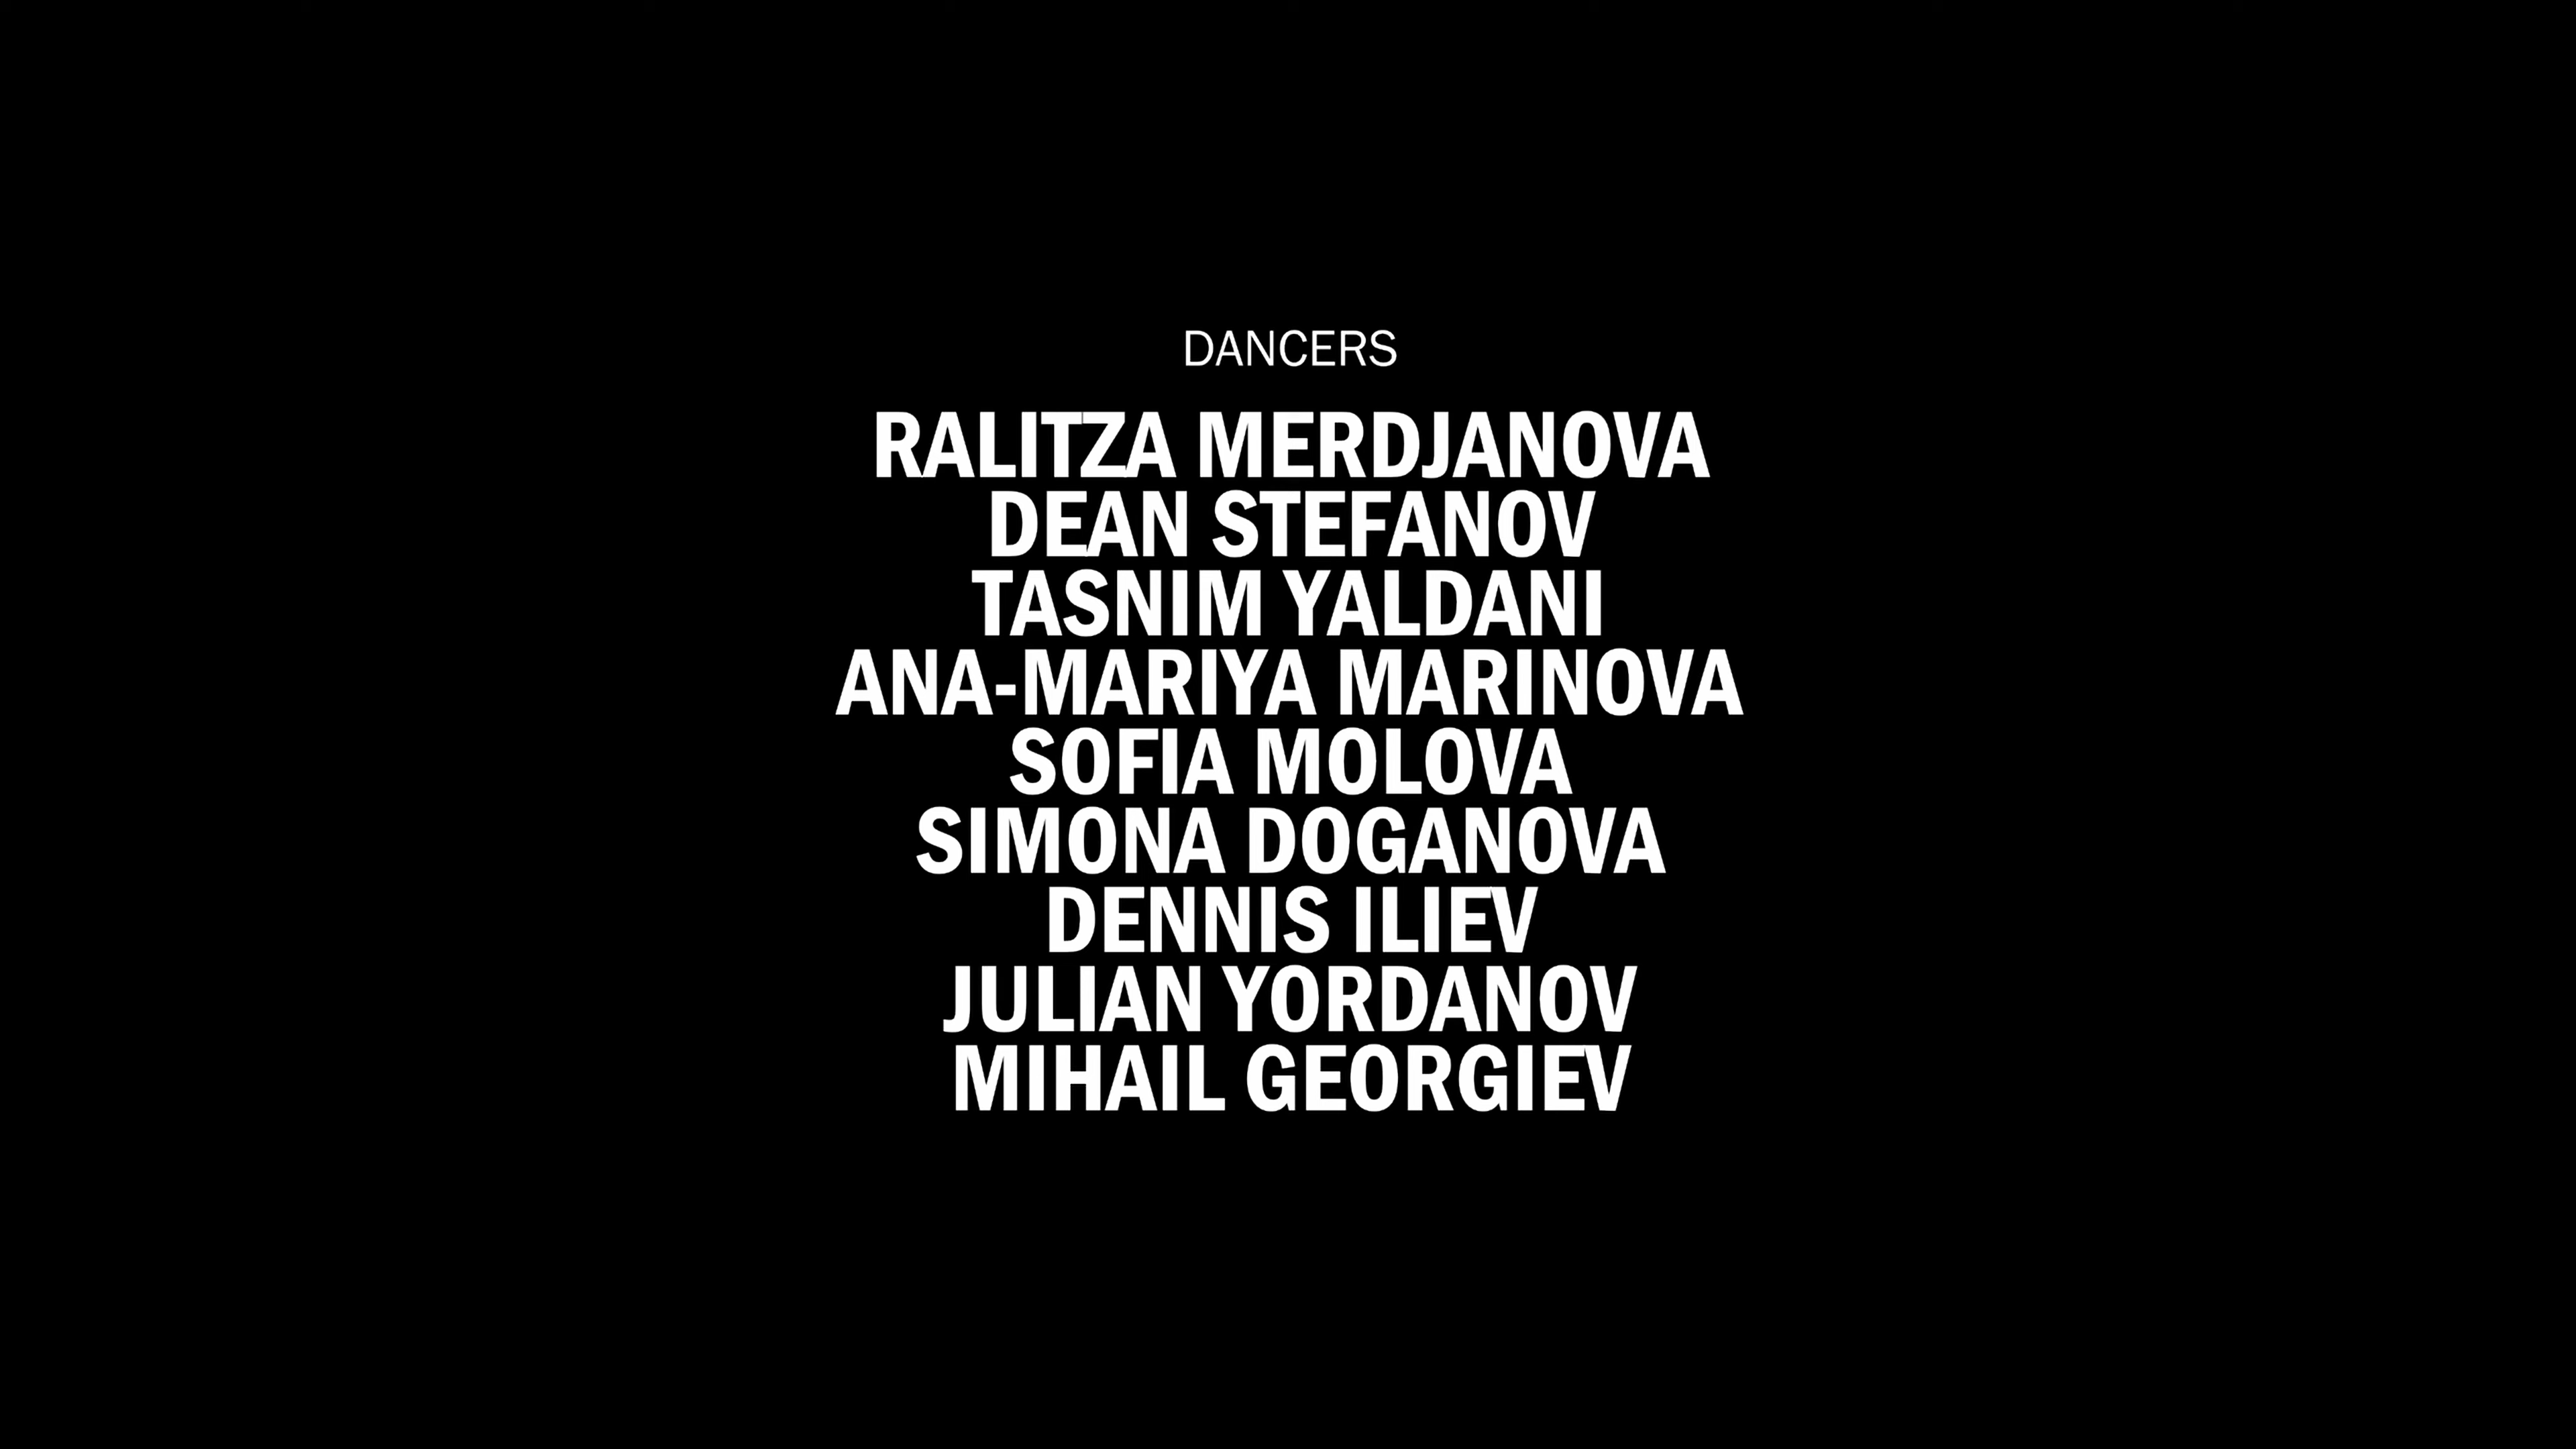 DANCERS
RALITZA MERDJANOVA
DEAN STEFANOV
TASNIM YALDANI
ANA-MARIYA MARINOVA
SOFIA MOLOVA
SIMONA DOGANOVA
DENNIS ILIEV
JULIAN YORDANOV
MIHAIL GEORGIEV